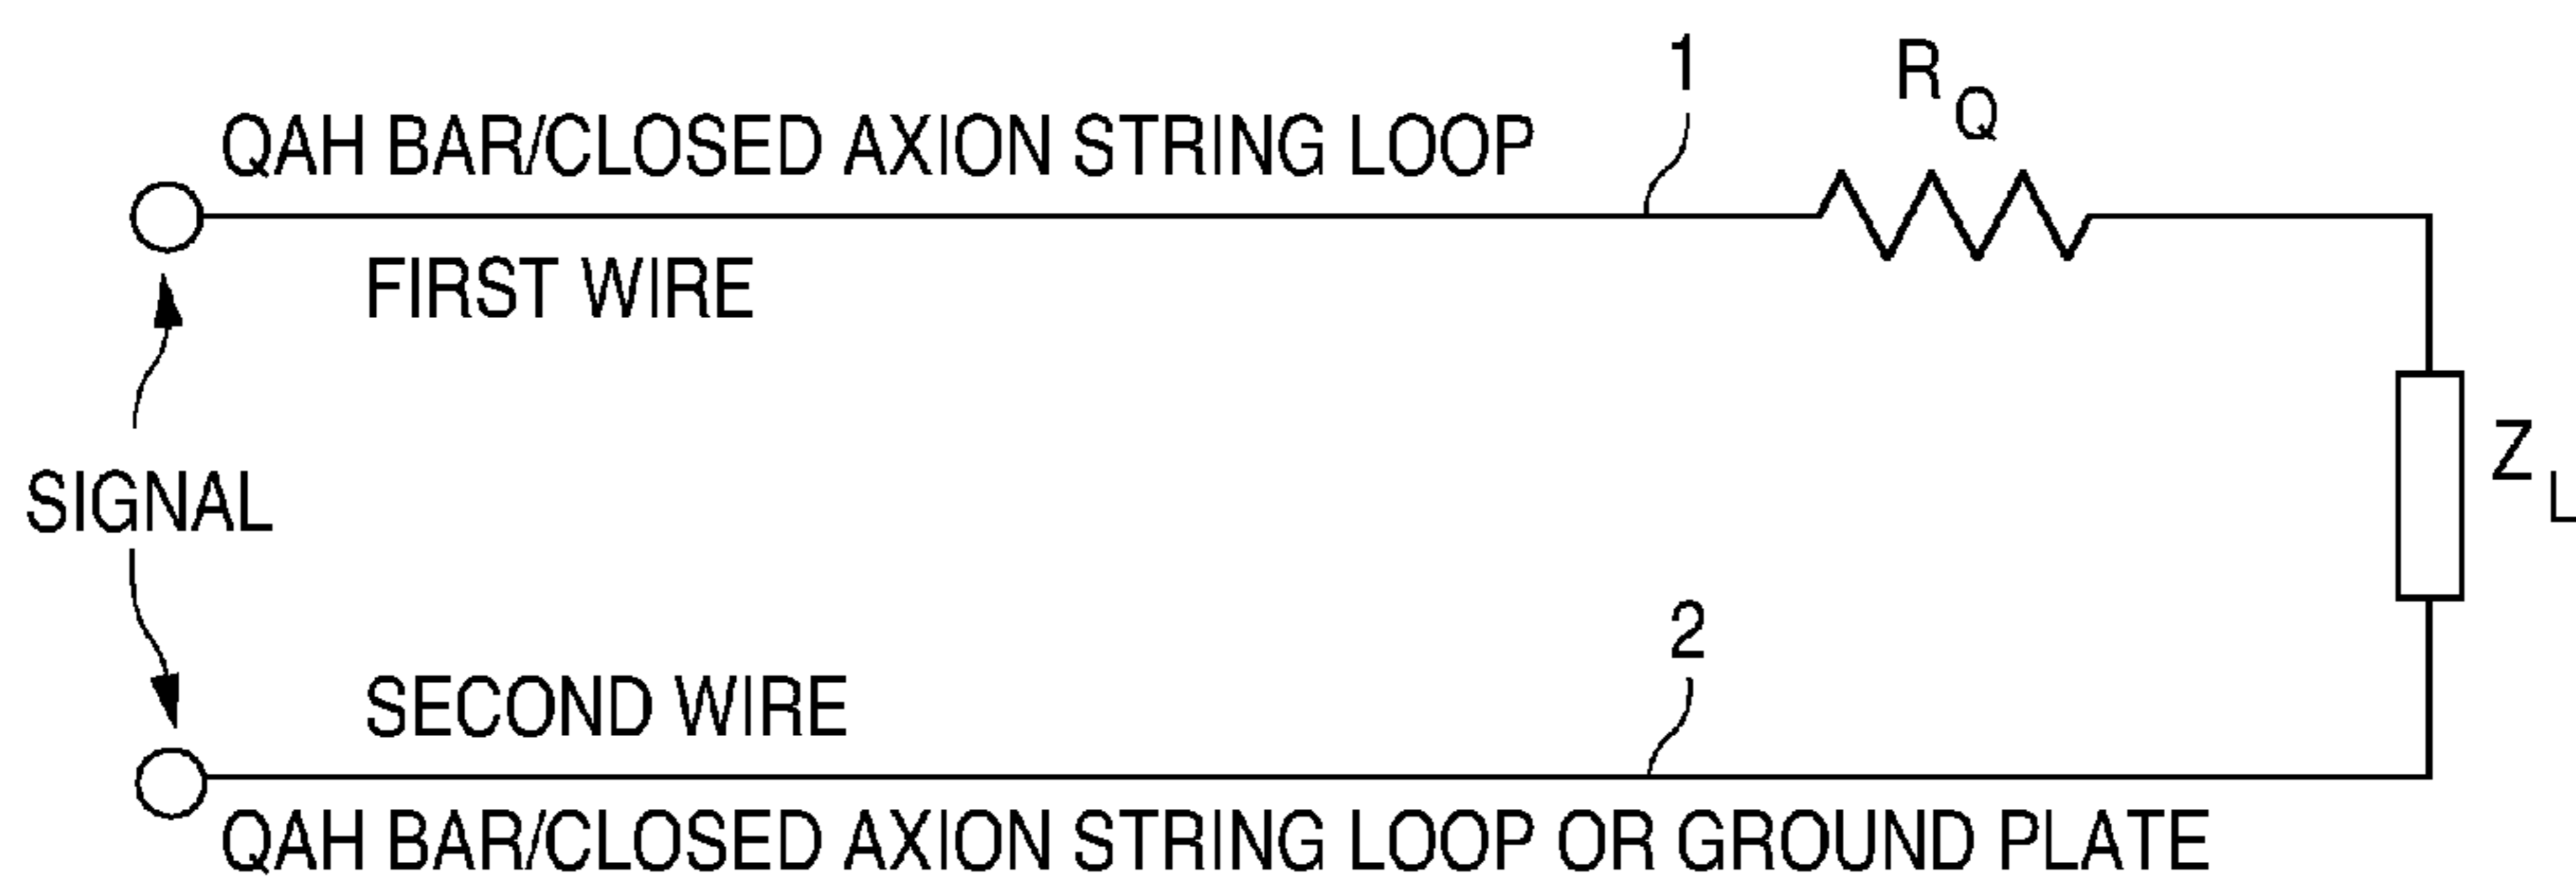 1
R Q
QAH BAR/CLOSED AXION STRING LOOP
FIRST WIRE
SIGNAL
Z L
2
SECOND WIRE
QAH BAR/CLOSED AXION STRING LOOP OR GROUND PLATE